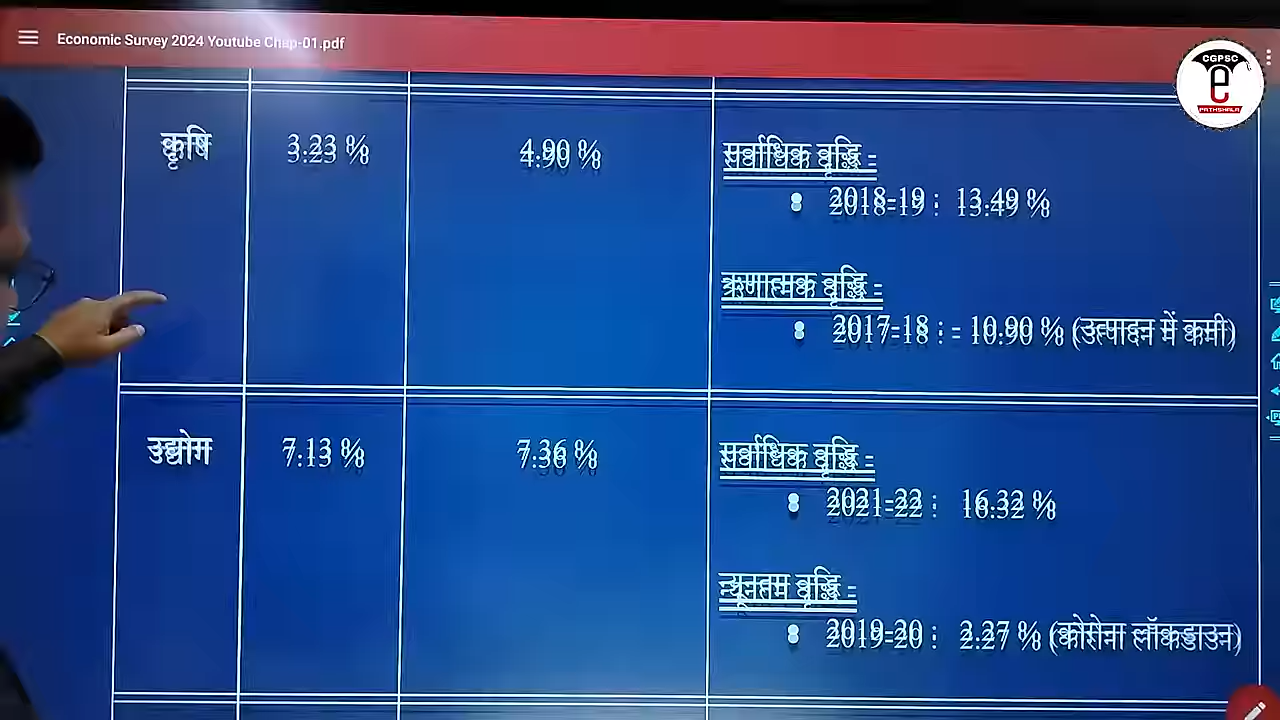 Economic Survey 2024 Youtube Chap-01.pdf
CGPSC
e
PATHSHALA
कृषि 3.23 % 4.90 % सर्वाधिक वृद्धि -
• 2018-19 : 13.49 %
ऋणात्मक वृद्धि -
• 2017-18 : - 10.90 % (उत्पादन में कमी)
उद्योग 7.13 % 7.36 % सर्वाधिक वृद्धि -
• 2021-22 : 16.32 %
न्यूनतम वृद्धि -
• 2019-20 : 2.27 % (कोरोना लॉकडाउन)